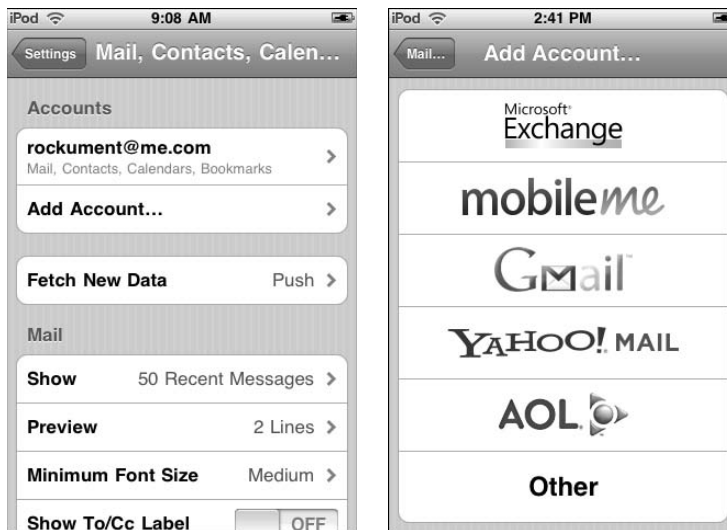 iPod 9:08 AM
Settings Mail, Contacts, Calen...
Accounts
rockument@me.com
Mail, Contacts, Calendars, Bookmarks
Add Account...
Fetch New Data Push
Mail
Show 50 Recent Messages
Preview 2 Lines
Minimum Font Size Medium
Show To/Cc Label OFF
iPod 2:41 PM
Mail... Add Account...
Microsoft®
Exchange
mobileme
Gmail™
YAHOO! MAIL
AOL
Other